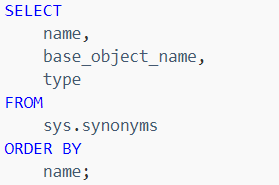 SELECT
    name,
    base_object_name,
    type
FROM
    sys.synonyms
ORDER BY
    name;